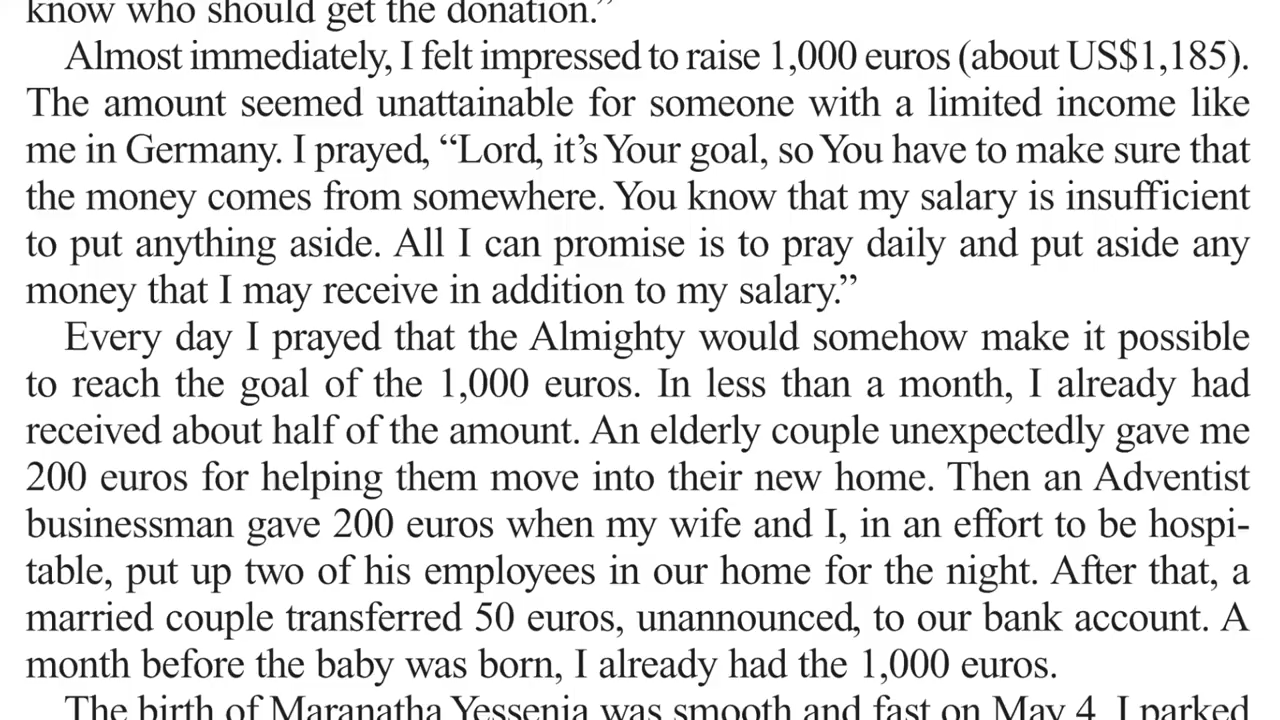 know who should get the donation.”
Almost immediately, I felt impressed to raise 1,000 euros (about US$1,185).
The amount seemed unattainable for someone with a limited income like
me in Germany. I prayed, “Lord, it’s Your goal, so You have to make sure that
the money comes from somewhere. You know that my salary is insufficient
to put anything aside. All I can promise is to pray daily and put aside any
money that I may receive in addition to my salary.”
Every day I prayed that the Almighty would somehow make it possible
to reach the goal of the 1,000 euros. In less than a month, I already had
received about half of the amount. An elderly couple unexpectedly gave me
200 euros for helping them move into their new home. Then an Adventist
businessman gave 200 euros when my wife and I, in an effort to be hospi-
table, put up two of his employees in our home for the night. After that, a
married couple transferred 50 euros, unannounced, to our bank account. A
month before the baby was born, I already had the 1,000 euros.
The birth of Maranatha Yessenia was smooth and fast on May 4. I parked